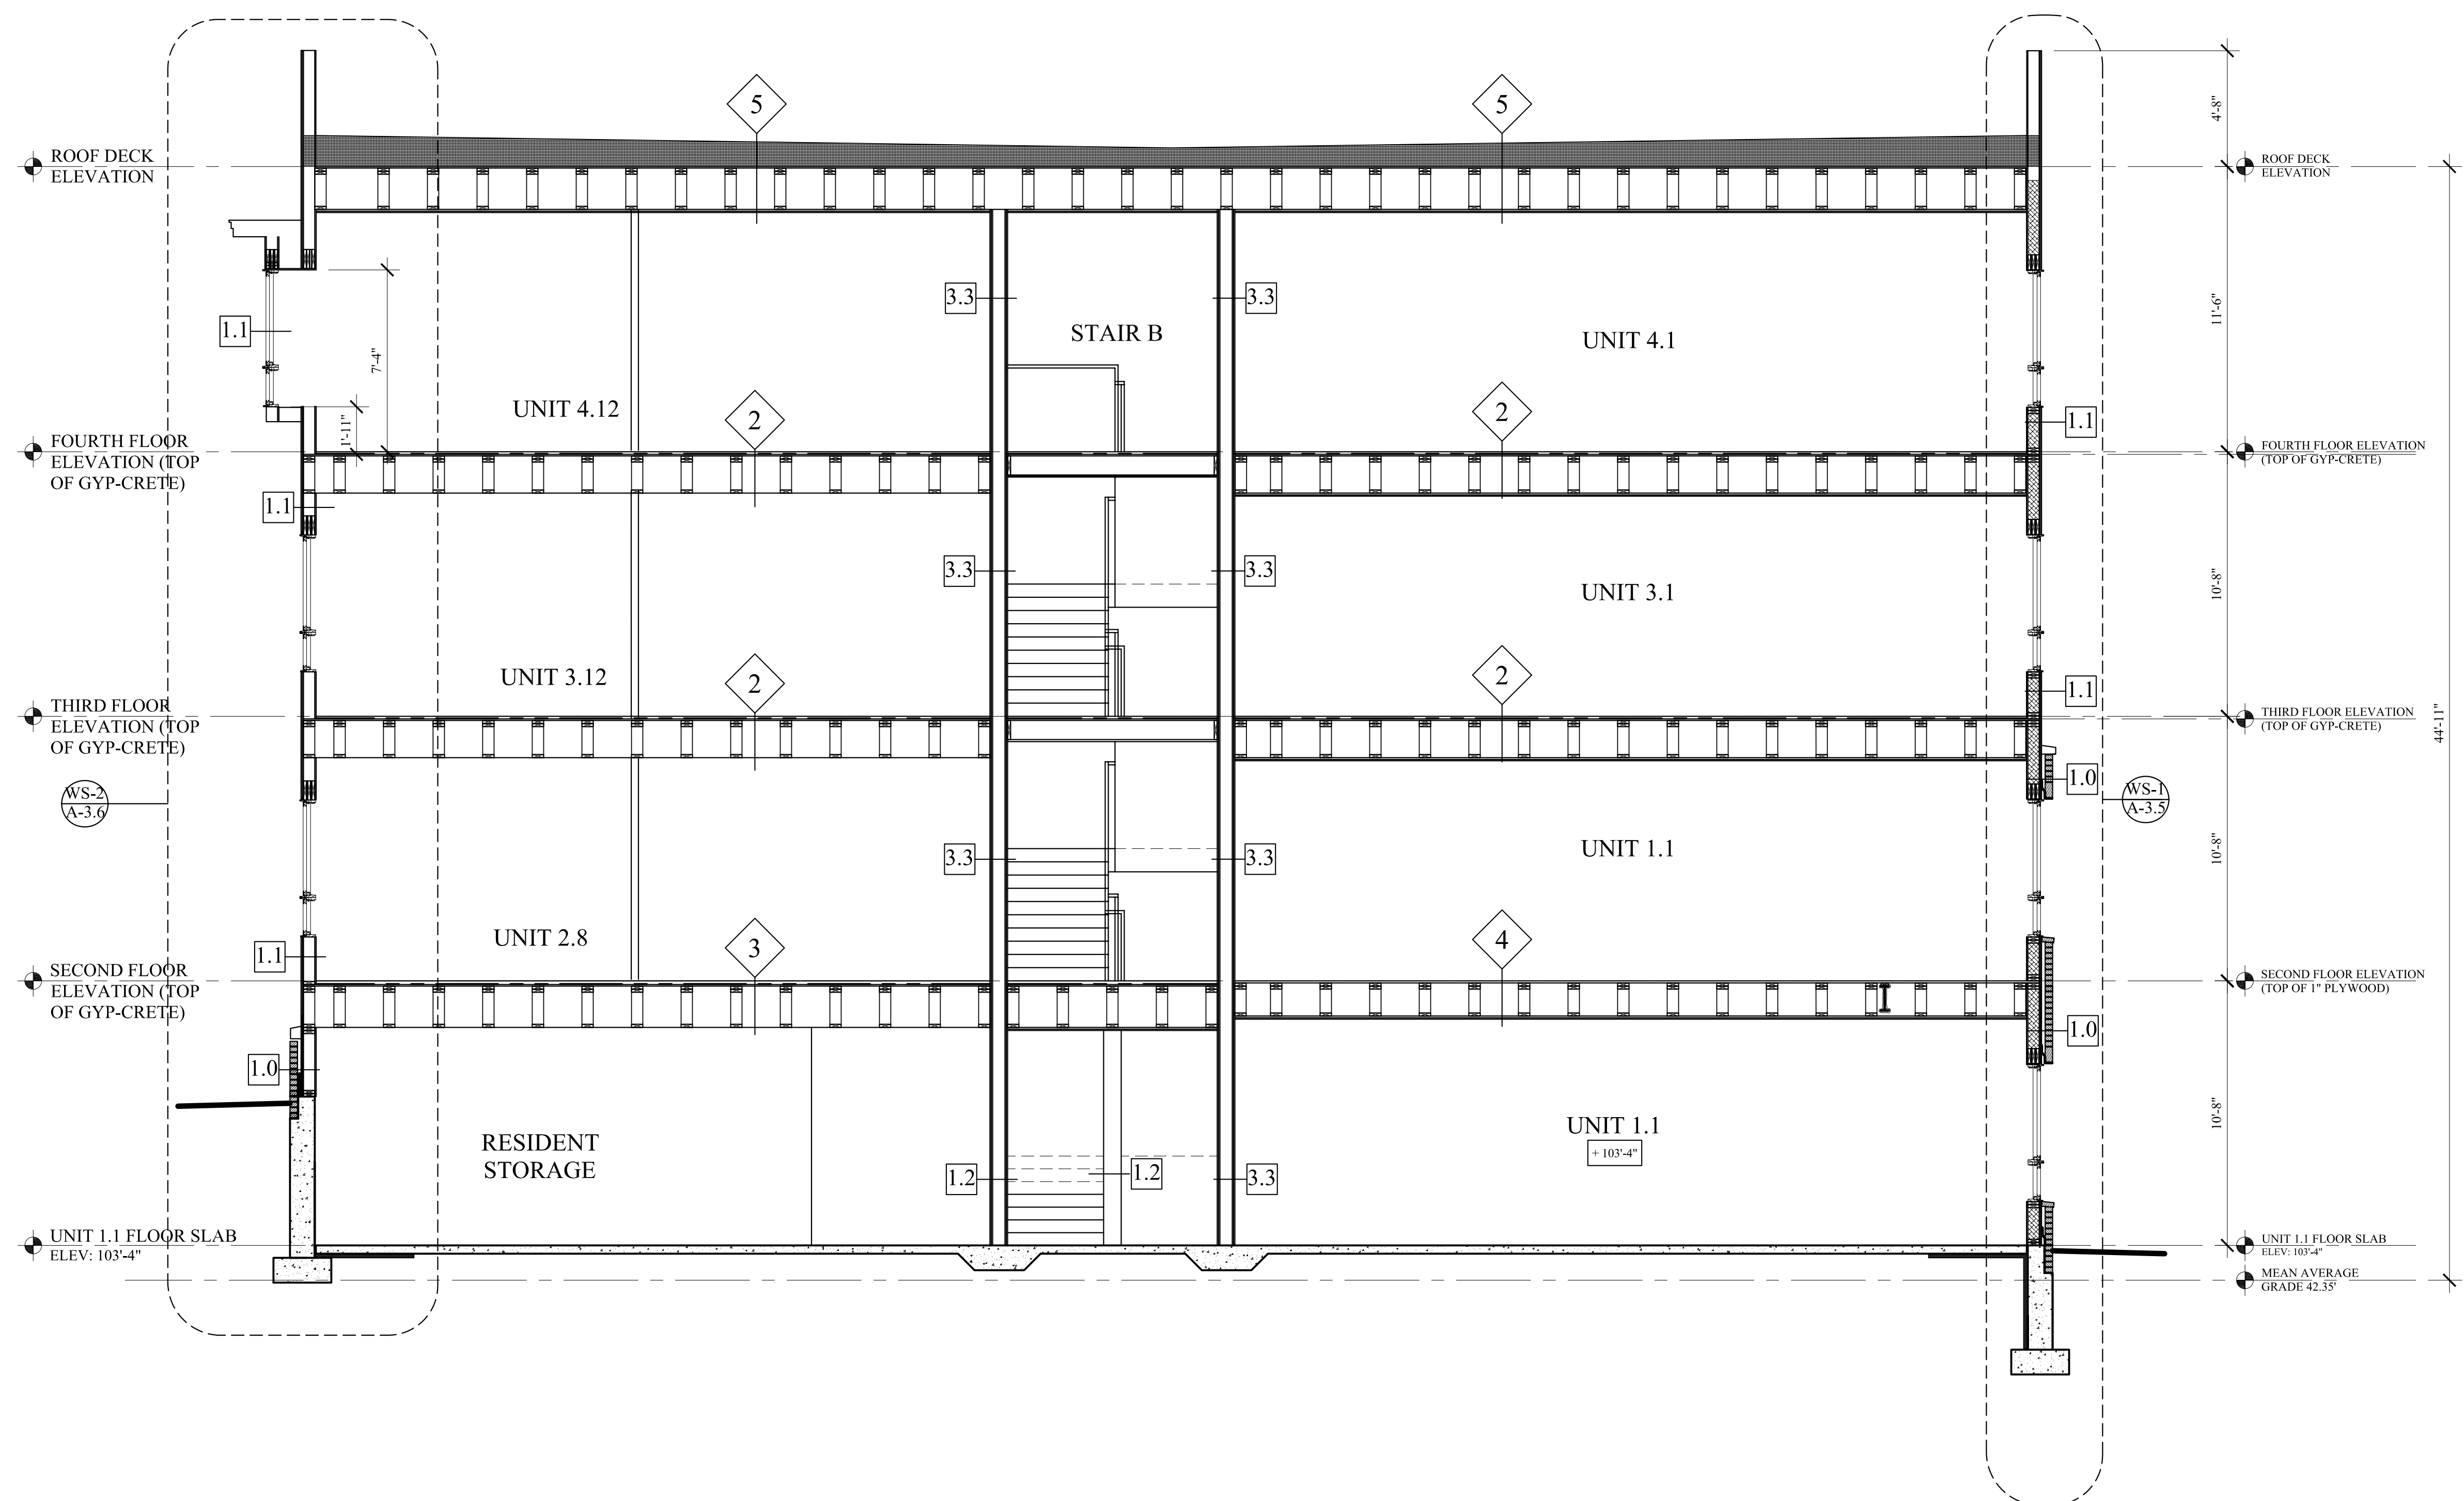 4'-8"
5
5
ROOF DECK
ELEVATION
ROOF DECK
ELEVATION
3.3
3.3
11'-6"
1.1
STAIR B
UNIT 4.1
7'-4"
UNIT 4.12
2
2
1.1
1'-11"
FOURTH FLOOR
ELEVATION (TOP
OF GYP-CRETE)
FOURTH FLOOR ELEVATION
(TOP OF GYP-CRETE)
1.1
3.3
3.3
10'-8"
UNIT 3.1
UNIT 3.12
2
2
1.1
THIRD FLOOR
ELEVATION (TOP
OF GYP-CRETE)
THIRD FLOOR ELEVATION
(TOP OF GYP-CRETE)
44'-11"
1.0
WS-2
A-3.6
WS-1
A-3.5
3.3
3.3
UNIT 1.1
10'-8"
UNIT 2.8
3
4
1.1
SECOND FLOOR
ELEVATION (TOP
OF GYP-CRETE)
SECOND FLOOR ELEVATION
(TOP OF 1" PLYWOOD)
1.0
1.0
10'-8"
RESIDENT
STORAGE
1.2
1.2
3.3
UNIT 1.1
+ 103'-4"
UNIT 1.1 FLOOR SLAB
ELEV: 103'-4"
UNIT 1.1 FLOOR SLAB
ELEV: 103'-4"
MEAN AVERAGE
GRADE 42.35'